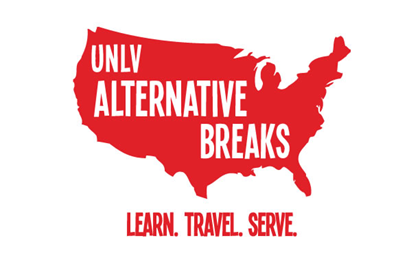 UNLV
ALTERNATIVE
BREAKS
LEARN. TRAVEL. SERVE.